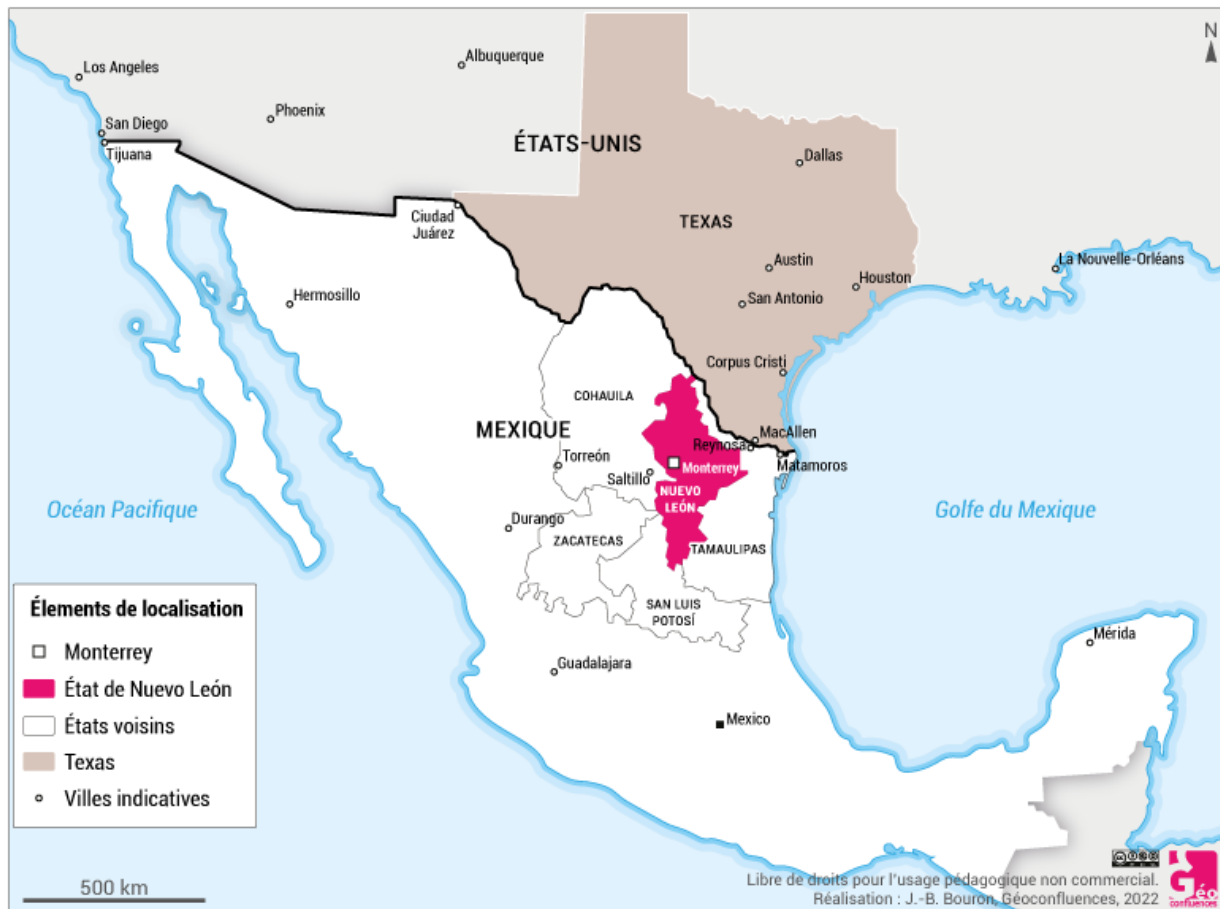 N
Los Angeles
Albuquerque
Phoenix
San Diego
Tijuana
ÉTATS-UNIS
Dallas
TEXAS
Ciudad
Juárez
Austin
Houston
La Nouvelle-Orléans
San Antonio
Hermosillo
Corpus Cristi
COHAUILA
MEXIQUE
MacAllen
Reynosa
Monterrey
Matamoros
Torreón
Saltillo
NUEVO
LEÓN
Océan Pacifique
Golfe du Mexique
Durango
ZACATECAS
TAMAULIPAS
SAN LUIS
POTOSÍ
Mérida
Guadalajara
Mexico
Élements de localisation
Monterrey
État de Nuevo León
États voisins
Texas
Villes indicatives
500 km
Libre de droits pour l'usage pédagogique non commercial.
Réalisation : J.-B. Bouron, Géoconfluences, 2022
Géo
confluences